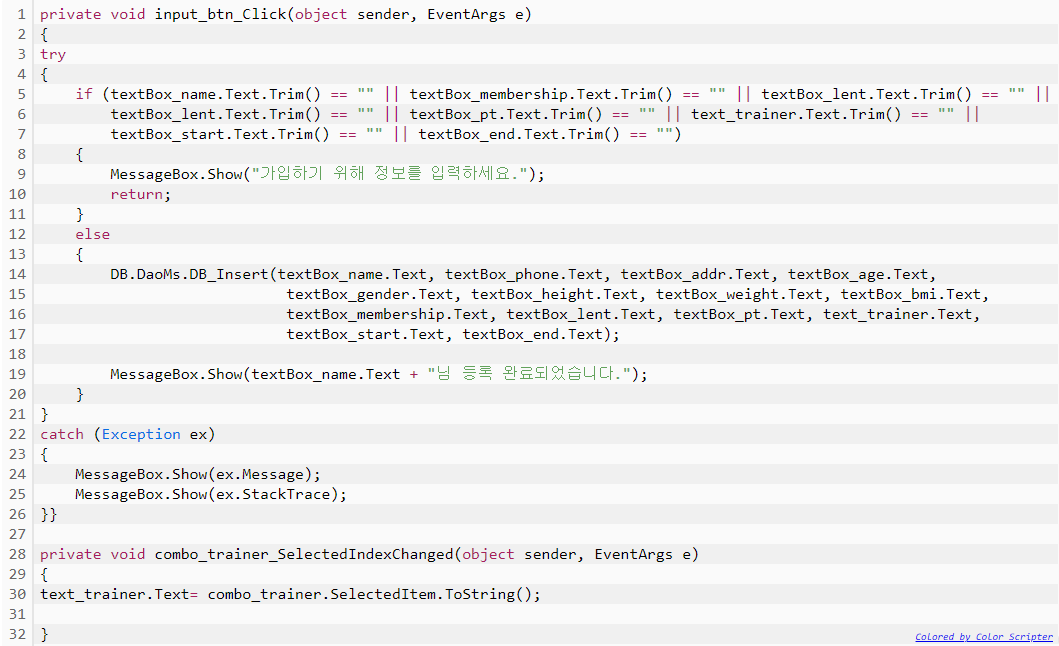 1 private void input_btn_Click(object sender, EventArgs e)
2 {
3 try
4 {
5     if (textBox_name.Text.Trim() == "" || textBox_membership.Text.Trim() == "" || textBox_lent.Text.Trim() == "" ||
6         textBox_lent.Text.Trim() == "" || textBox_pt.Text.Trim() == "" || text_trainer.Text.Trim() == "" ||
7         textBox_start.Text.Trim() == "" || textBox_end.Text.Trim() == "")
8     {
9         MessageBox.Show("가입하기 위해 정보를 입력하세요.");
10         return;
11     }
12     else
13     {
14         DB.DaoMs.DB_Insert(textBox_name.Text, textBox_phone.Text, textBox_addr.Text, textBox_age.Text,
15                             textBox_gender.Text, textBox_height.Text, textBox_weight.Text, textBox_bmi.Text,
16                             textBox_membership.Text, textBox_lent.Text, textBox_pt.Text, text_trainer.Text,
17                             textBox_start.Text, textBox_end.Text);
18
19         MessageBox.Show(textBox_name.Text + "님 등록 완료되었습니다.");
20     }
21 }
22 catch (Exception ex)
23 {
24     MessageBox.Show(ex.Message);
25     MessageBox.Show(ex.StackTrace);
26 }}
27
28 private void combo_trainer_SelectedIndexChanged(object sender, EventArgs e)
29 {
30 text_trainer.Text= combo_trainer.SelectedItem.ToString();
31
32 }
Colored by Color Scripter